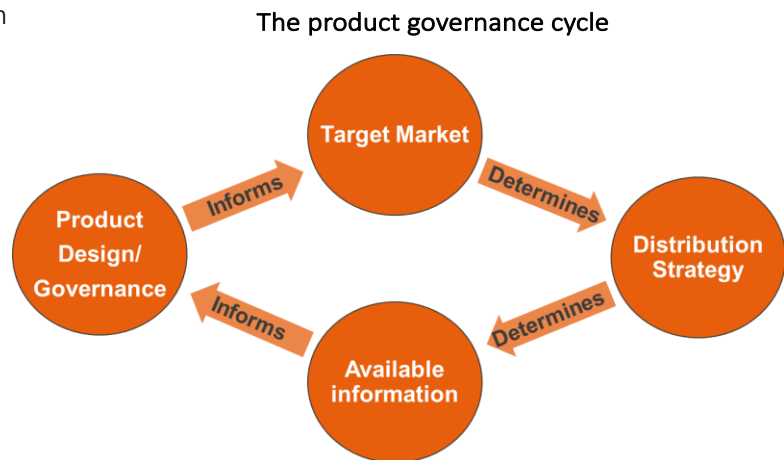 The product governance cycle
Target Market
Informs
Determines
Product
Design/
Governance
Distribution
Strategy
Informs
Determines
Available
information